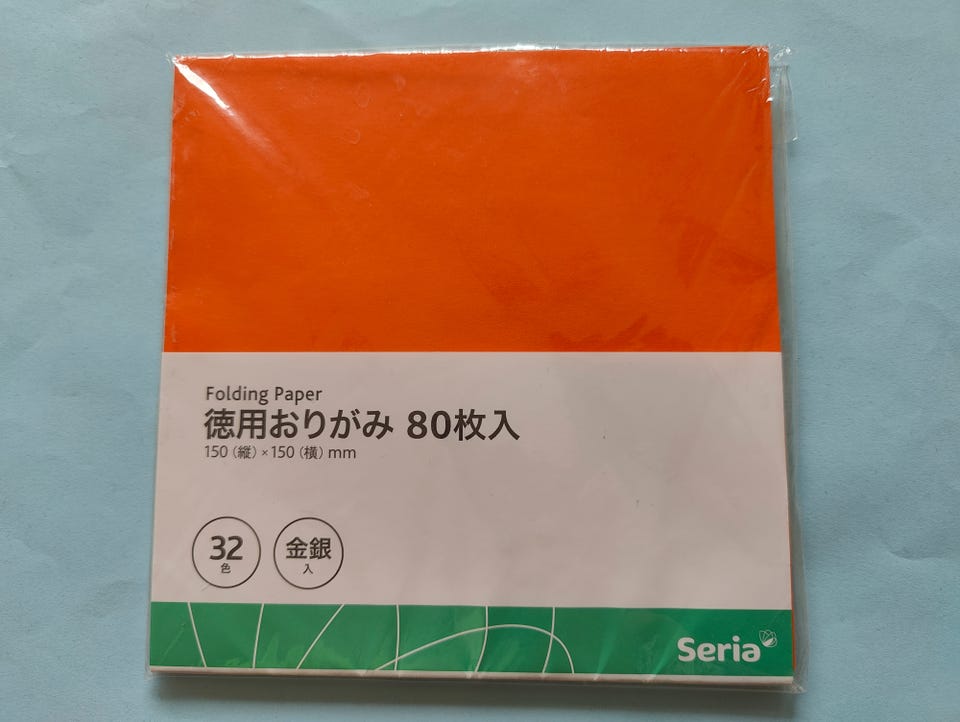 Folding Paper
徳用おりがみ 80枚入
150（縦）×150（横）mm
32
色
金銀
入
Seria